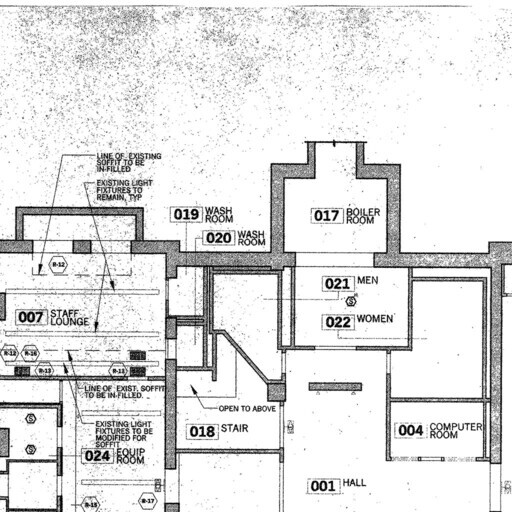 LINE OF EXISTING
SOFFIT TO BE
IN-FILLED
EXISTING LIGHT
FIXTURES TO
REMAIN, TYP
019 WASH
ROOM
020 WASH
ROOM
017 BOILER
ROOM
R-12
021 MEN
S
022 WOMEN
007 STAFF
LOUNGE
R-12
R-16
R-13
R-12
LINE OF EXIST. SOFFIT
TO BE IN-FILLED.
OPEN TO ABOVE
EXISTING LIGHT
FIXTURES TO BE
MODIFIED FOR
SOFFIT
018 STAIR
004 COMPUTER
ROOM
S
S
024 EQUIP
ROOM
001 HALL
R-15
R-17